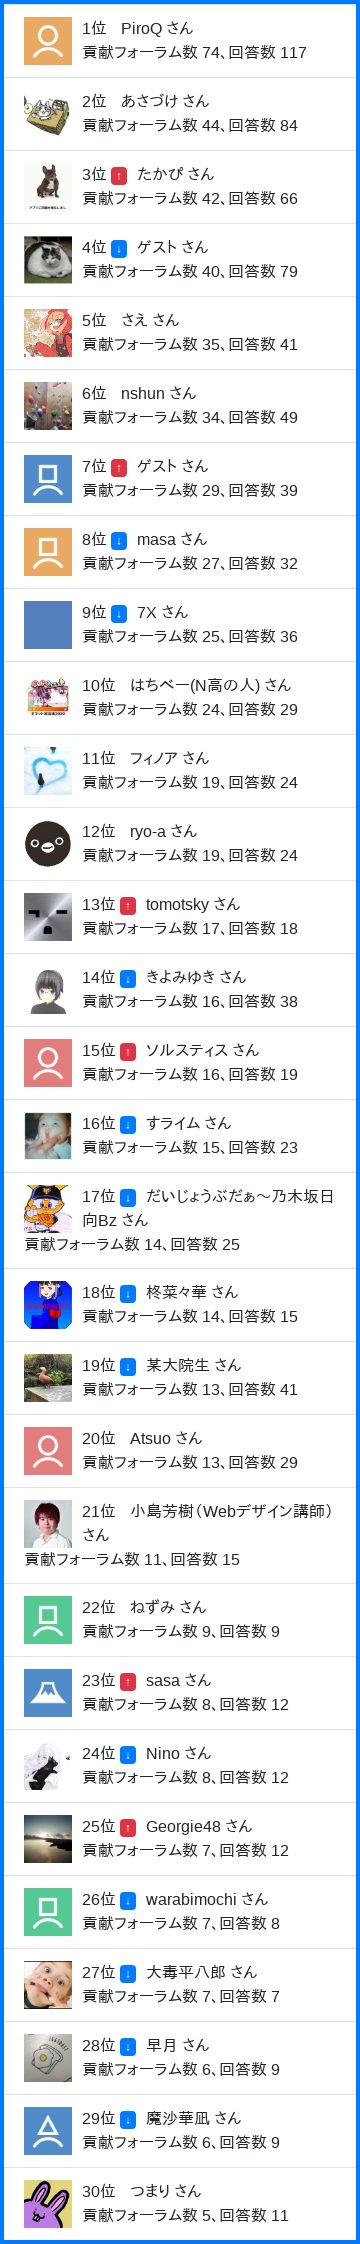 1位 PiroQ さん
貢献フォーラム数 74、回答数 117
2位 あさづけ さん
貢献フォーラム数 44、回答数 84
3位 ↑ たかぴ さん
貢献フォーラム数 42、回答数 66
4位 ↓ ゲスト さん
貢献フォーラム数 40、回答数 79
5位 さえ さん
貢献フォーラム数 35、回答数 41
6位 nshun さん
貢献フォーラム数 34、回答数 49
7位 ↑ ゲスト さん
貢献フォーラム数 29、回答数 39
8位 ↓ masa さん
貢献フォーラム数 27、回答数 32
9位 ↓ 7X さん
貢献フォーラム数 25、回答数 36
10位 はちべー(N高の人) さん
貢献フォーラム数 24、回答数 29
11位 フィノア さん
貢献フォーラム数 19、回答数 24
12位 ryo-a さん
貢献フォーラム数 19、回答数 24
13位 ↑ tomotsky さん
貢献フォーラム数 17、回答数 18
14位 ↓ きよみゆき さん
貢献フォーラム数 16、回答数 38
15位 ↑ ソルスティス さん
貢献フォーラム数 16、回答数 19
16位 ↓ すライム さん
貢献フォーラム数 15、回答数 23
17位 ↓ だいじょうぶだぁ～乃木坂日
向Bz さん
貢献フォーラム数 14、回答数 25
18位 ↓ 柊菜々華 さん
貢献フォーラム数 14、回答数 15
19位 ↓ 某大院生 さん
貢献フォーラム数 13、回答数 41
20位 Atsuo さん
貢献フォーラム数 13、回答数 29
21位 小島芳樹（Webデザイン講師）
さん
貢献フォーラム数 11、回答数 15
22位 ねずみ さん
貢献フォーラム数 9、回答数 9
23位 ↑ sasa さん
貢献フォーラム数 8、回答数 12
24位 ↓ Nino さん
貢献フォーラム数 8、回答数 12
25位 ↑ Georgie48 さん
貢献フォーラム数 7、回答数 12
26位 ↓ warabimochi さん
貢献フォーラム数 7、回答数 8
27位 ↓ 大毒平八郎 さん
貢献フォーラム数 7、回答数 7
28位 ↓ 早月 さん
貢献フォーラム数 6、回答数 9
29位 ↓ 魔沙華凪 さん
貢献フォーラム数 6、回答数 9
30位 つまり さん
貢献フォーラム数 5、回答数 11